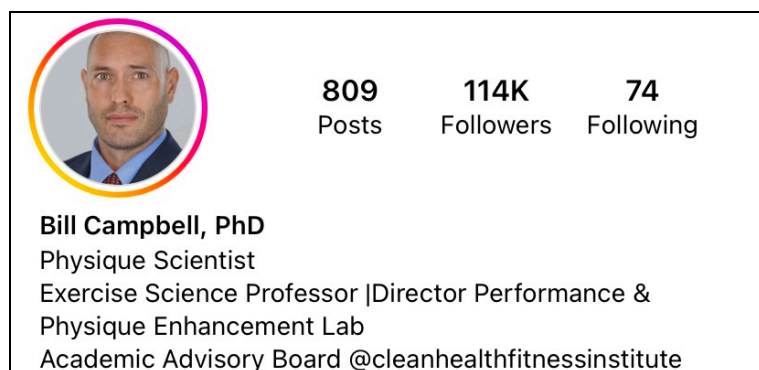 809 114K 74
Posts Followers Following
Bill Campbell, PhD
Physique Scientist
Exercise Science Professor |Director Performance &
Physique Enhancement Lab
Academic Advisory Board @cleanhealthfitnessinstitute